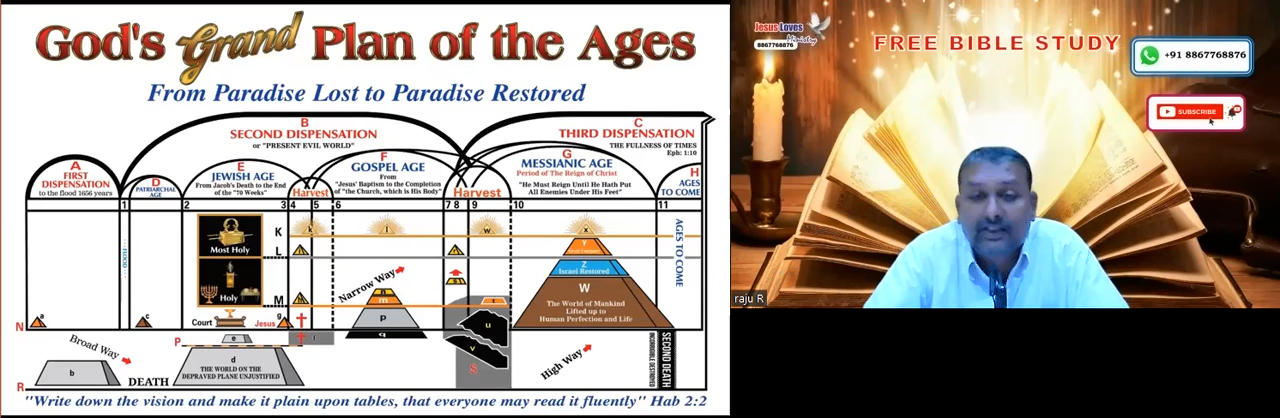 God's Grand Plan of the Ages
From Paradise Lost to Paradise Restored
B
SECOND DISPENSATION
or "PRESENT EVIL WORLD"
C
THIRD DISPENSATION
THE FULLNESS OF TIMES
Eph: 1:10
A
FIRST
DISPENSATION
to the flood 1656 years
D
PATRIARCHAL
AGE
E
JEWISH AGE
From Jacob's Death to the End
of the "70 Weeks"
Harvest
F
GOSPEL AGE
From
"Jesus' Baptism to the Completion
of "the Church, which is His Body"
Harvest
G
MESSIANIC AGE
Period of The Reign of Christ
"He Must Reign Until He Hath Put
All Enemies Under His Feet"
H
AGES
TO COME
1 2 3 4 5 6 7 8 9 10 11
FLOOD
Most Holy
Holy
Court
K
L
M
N
P
R
a
b
c
d
THE WORLD ON THE
DEPRAVED PLANE UNJUSTIFIED
e
g
Jesus
k
l
Narrow Way
n
m
p
q
w
t
u
v
S
x
Y
Z
Israel Restored
W
The World of Mankind
Lifted up to
Human Perfection and Life
AGES TO COME
Broad Way
DEATH
High Way
SECOND DEATH
INCORRIGIBLE DESTROYED
"Write down the vision and make it plain upon tables, that everyone may read it fluently" Hab 2:2
Jesus Loves
Ministry
8867768876
FREE BIBLE STUDY
+91 8867768876
SUBSCRIBE
raju R